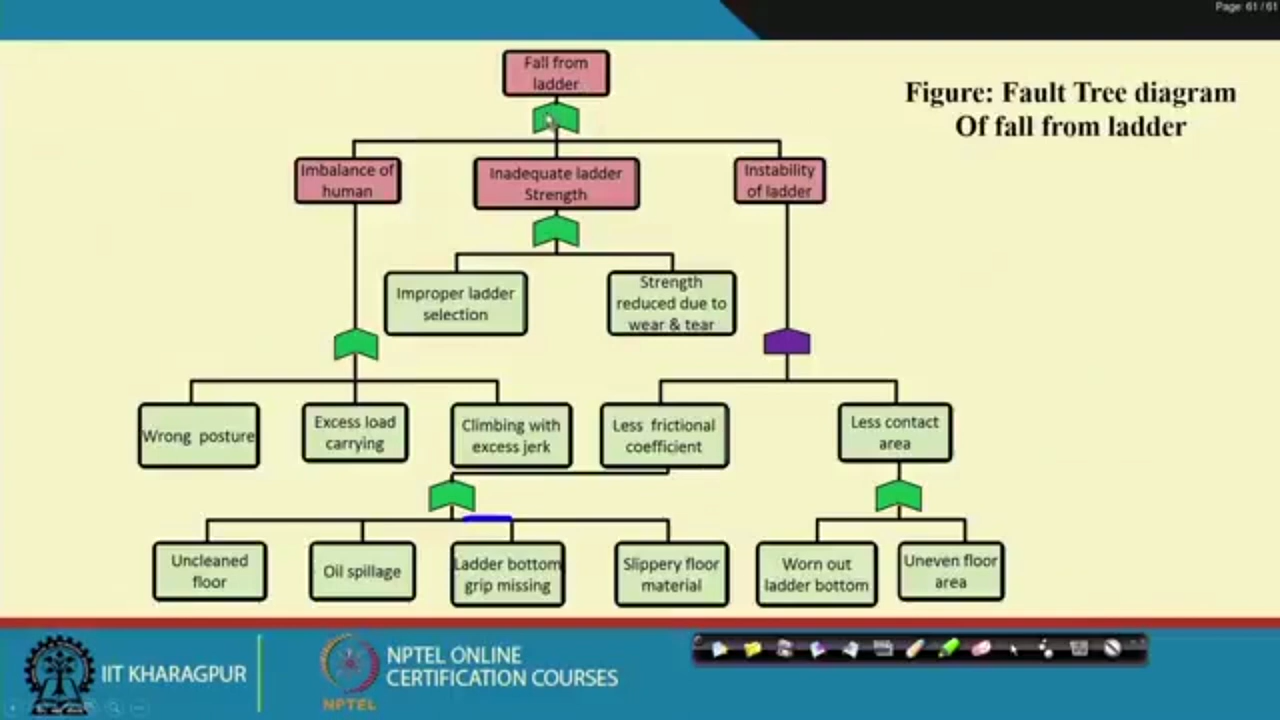 Page: 61 / 61
Fall from
ladder
Figure: Fault Tree diagram
Of fall from ladder
Imbalance of
human
Inadequate ladder
Strength
Instability
of ladder
Improper ladder
selection
Strength
reduced due to
wear & tear
Wrong posture
Excess load
carrying
Climbing with
excess jerk
Less frictional
coefficient
Less contact
area
Uncleaned
floor
Oil spillage
Ladder bottom
grip missing
Slippery floor
material
Worn out
ladder bottom
Uneven floor
area
IIT KHARAGPUR
NPTEL
NPTEL ONLINE
CERTIFICATION COURSES